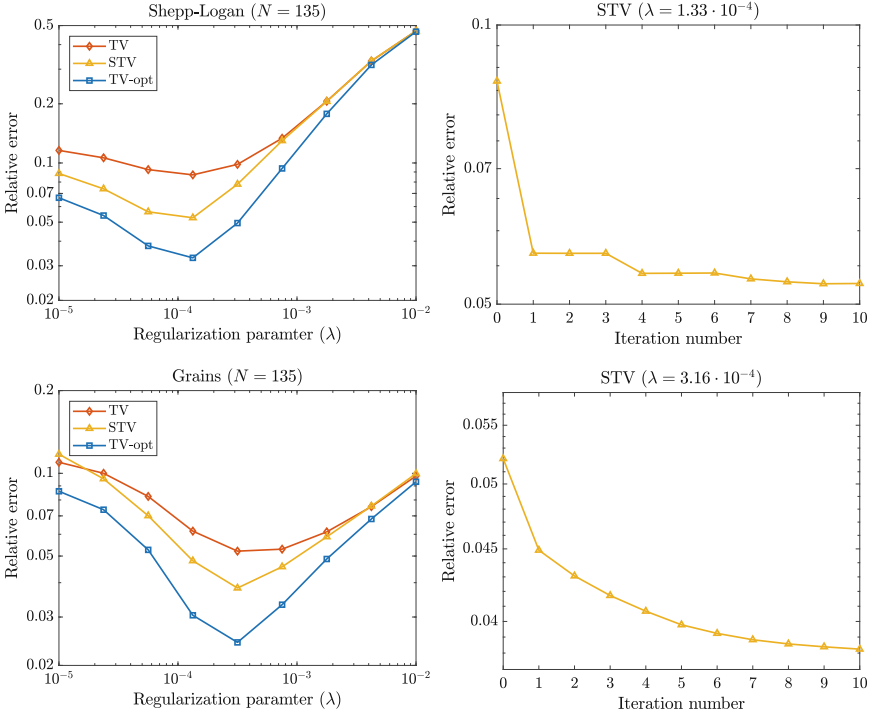 Shepp-Logan (N = 135)
TV
STV
TV-opt
Relative error
0.5
0.2
0.1
0.07
0.05
0.03
0.02
10⁻⁵
10⁻⁴
10⁻³
10⁻²
Regularization paramter (λ)
STV (λ = 1.33 · 10⁻⁴)
Relative error
0.1
0.07
0.05
0 1 2 3 4 5 6 7 8 9 10
Iteration number
Grains (N = 135)
TV
STV
TV-opt
Relative error
0.2
0.1
0.07
0.05
0.03
0.02
10⁻⁵
10⁻⁴
10⁻³
10⁻²
Regularization paramter (λ)
STV (λ = 3.16 · 10⁻⁴)
Relative error
0.055
0.05
0.045
0.04
0 1 2 3 4 5 6 7 8 9 10
Iteration number